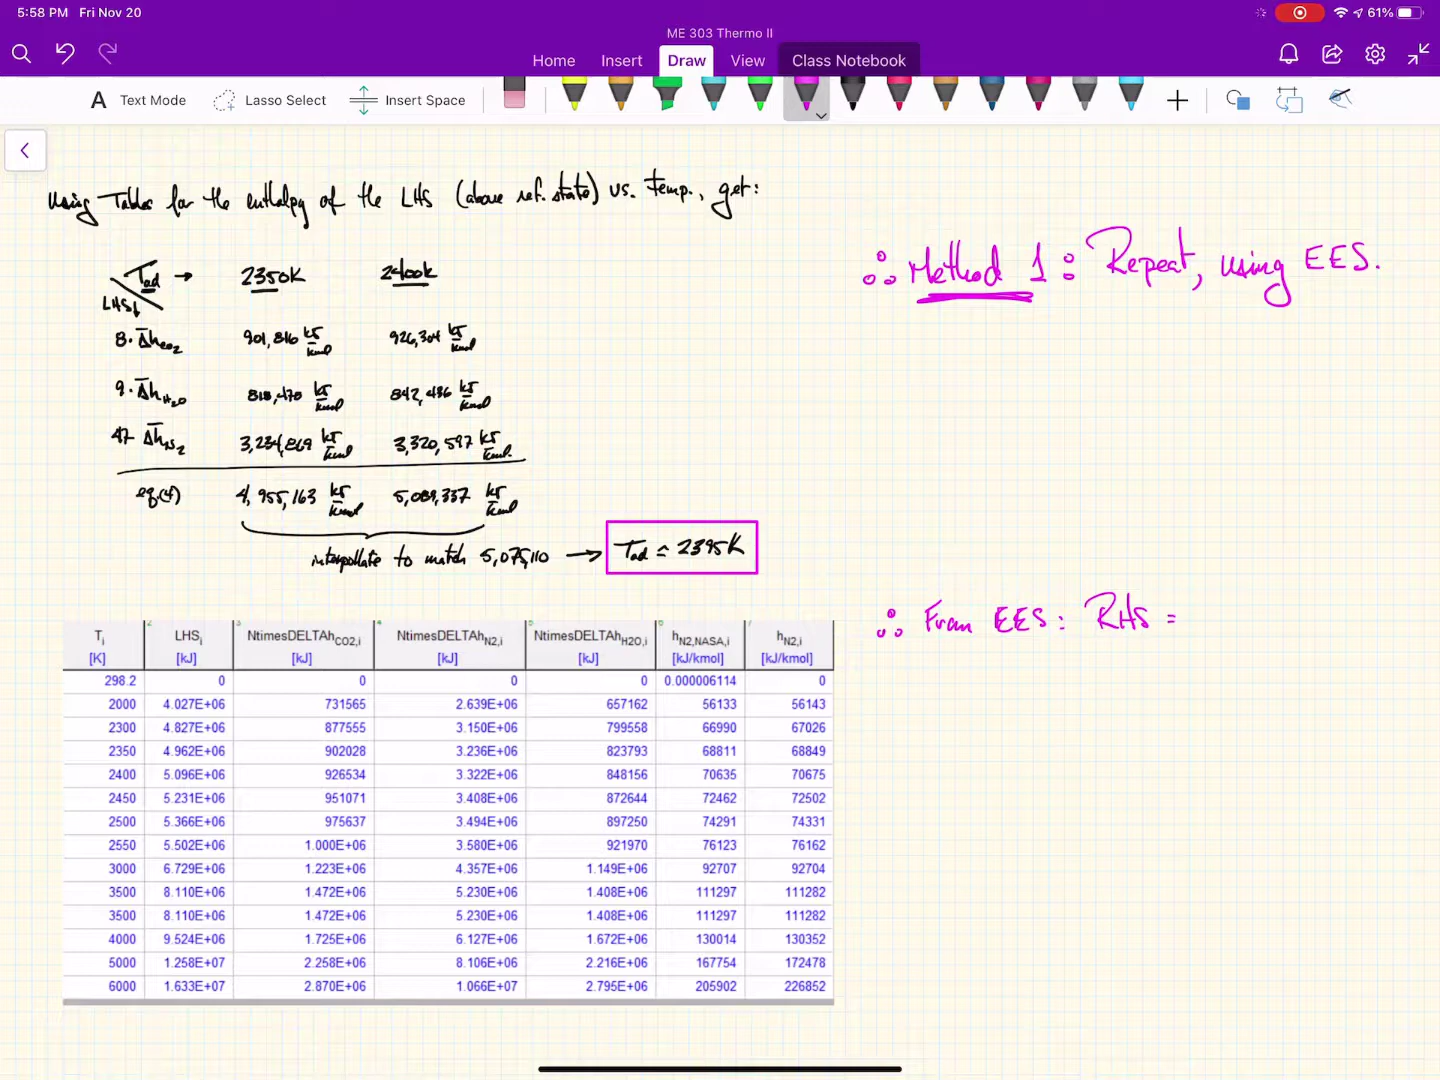 5:58 PM Fri Nov 20
61%
ME 303 Thermo II
Home Insert Draw View Class Notebook
Text Mode Lasso Select Insert Space
Using Tables for the enthalpy of the LHS (above ref. state) vs. temp., get:
∴ Method 1 : Repeat, using EES.
Tad → 2350K 2400K
LHS↓
8·Δh̄CO2 901,816 kJ/kmol 926,304 kJ/kmol
9·Δh̄H2O 818,478 kJ/kmol 842,436 kJ/kmol
47 Δh̄N2 3,234,869 kJ/kmol 3,320,597 kJ/kmol
eq.(4) 4,955,163 kJ/kmol 5,089,337 kJ/kmol
interpolate to match 5,075,110 → Tad ≈ 2395K
∴ From EES: RHS =
Ti LHSi NtimesDELTAhCO2,i NtimesDELTAhN2,i NtimesDELTAhH2O,i hN2,NASA,i hN2,i
[K] [kJ] [kJ] [kJ] [kJ] [kJ/kmol] [kJ/kmol]
298.2 0 0 0 0 0.000006114 0
2000 4.027E+06 731565 2.639E+06 657162 56133 56143
2300 4.827E+06 877555 3.150E+06 799558 66990 67026
2350 4.962E+06 902028 3.236E+06 823793 68811 68849
2400 5.096E+06 926534 3.322E+06 848156 70635 70675
2450 5.231E+06 951071 3.408E+06 872644 72462 72502
2500 5.366E+06 975637 3.494E+06 897250 74291 74331
2550 5.502E+06 1.000E+06 3.580E+06 921970 76123 76162
3000 6.729E+06 1.223E+06 4.357E+06 1.149E+06 92707 92704
3500 8.110E+06 1.472E+06 5.230E+06 1.408E+06 111297 111282
3500 8.110E+06 1.472E+06 5.230E+06 1.408E+06 111297 111282
4000 9.524E+06 1.725E+06 6.127E+06 1.672E+06 130014 130352
5000 1.258E+07 2.258E+06 8.106E+06 2.216E+06 167754 172478
6000 1.633E+07 2.870E+06 1.066E+07 2.795E+06 205902 226852